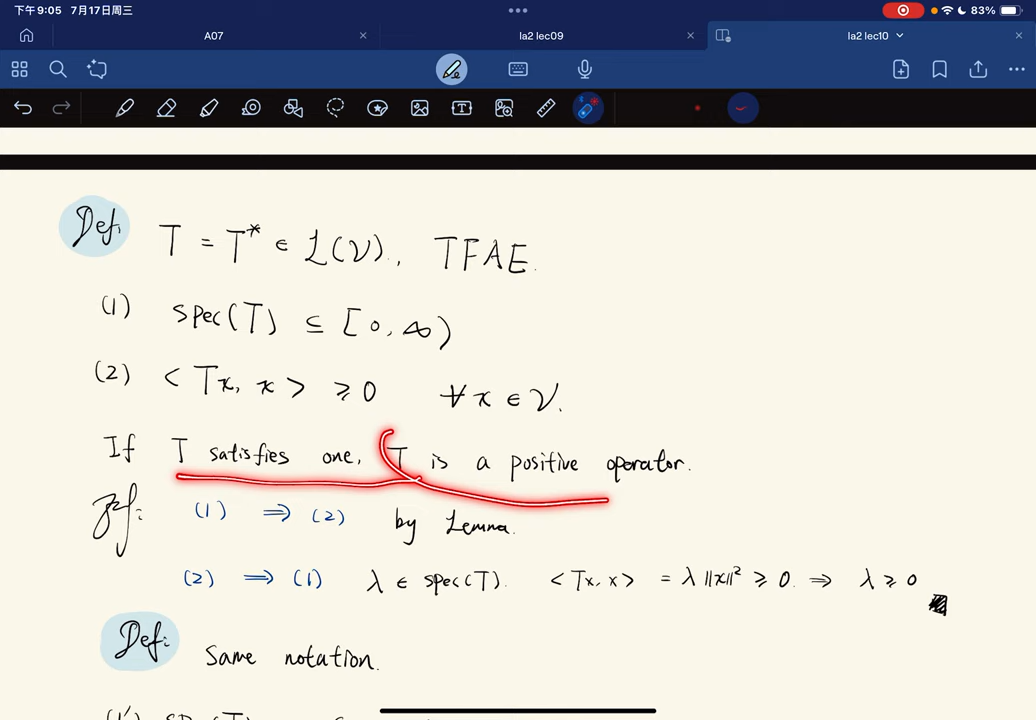 下午9:05 7月17日周三
83%
A07
la2 lec09
la2 lec10
Def:
T = T* ∈ L(V)., TFAE.
(1) spec(T) ⊆ [0, ∞)
(2) < Tx, x > ≥ 0 ∀x ∈ V.
If T satisfies one, T is a positive operator.
pf: (1) ⇒ (2) by Lemma.
(2) ⇒ (1) λ ∈ spec(T). <Tx, x> = λ ||x||² ≥ 0. ⇒ λ ≥ 0
Def: Same notation.